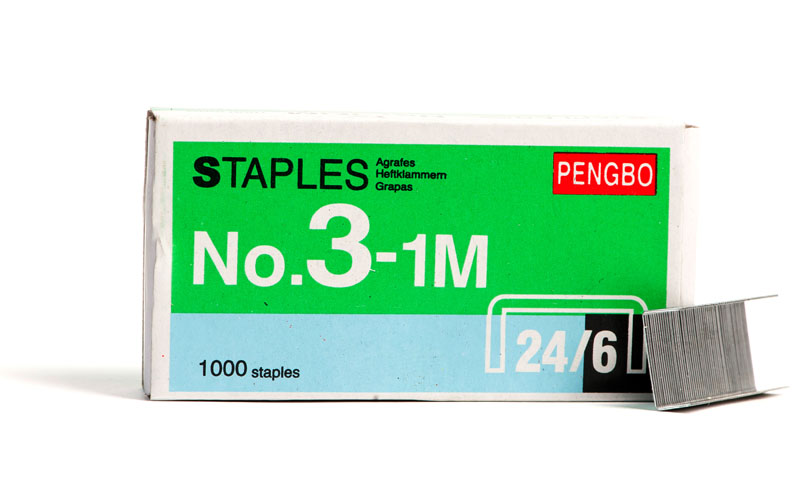 STAPLES
Agrafes
Heftklammern
Grapas
PENGBO
No.3-1M
24/6
1000 staples